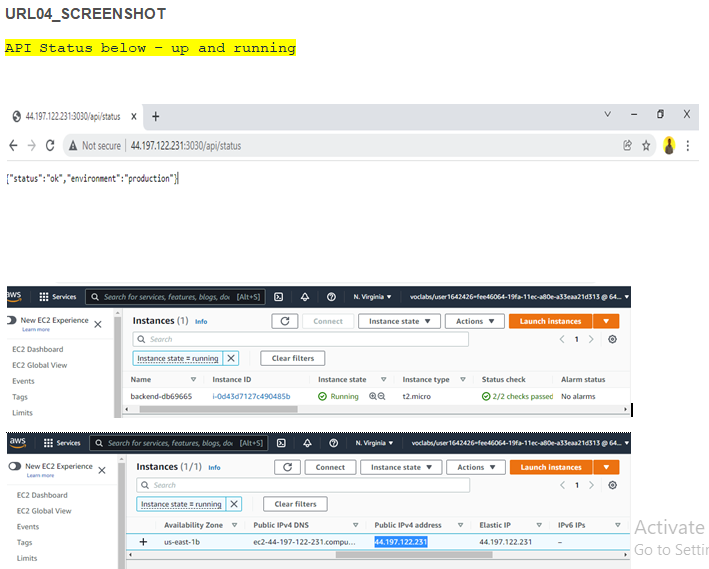 URL04_SCREENSHOT
API Status below – up and running
44.197.122.231:3030/api/status
Not secure | 44.197.122.231:3030/api/status
{"status":"ok","environment":"production"}
aws Services Search for services, features, blogs, do [Alt+S] N. Virginia voclabs/user1642426=fee46064-19fa-11ec-a80e-a33eaa21d313 @ 64...
New EC2 Experience
Learn more
EC2 Dashboard
EC2 Global View
Events
Tags
Limits
Instances (1) Info Connect Instance state Actions Launch instances
Search 1
Instance state = running Clear filters
Name Instance ID Instance state Instance type Status check Alarm status
backend-db69665 i-0d43d7127c490485b Running t2.micro 2/2 checks passed No alarms
aws Services Search for services, features, blogs, do [Alt+S] N. Virginia voclabs/user1642426=fee46064-19fa-11ec-a80e-a33eaa21d313 @ 64...
New EC2 Experience
Learn more
EC2 Dashboard
EC2 Global View
Events
Tags
Limits
Instances (1/1) Info Connect Instance state Actions Launch instances
Search 1
Instance state = running Clear filters
Availability Zone Public IPv4 DNS Public IPv4 address Elastic IP IPv6 IPs
us-east-1b ec2-44-197-122-231.compu... 44.197.122.231 44.197.122.231 –
Activate
Go to Settin